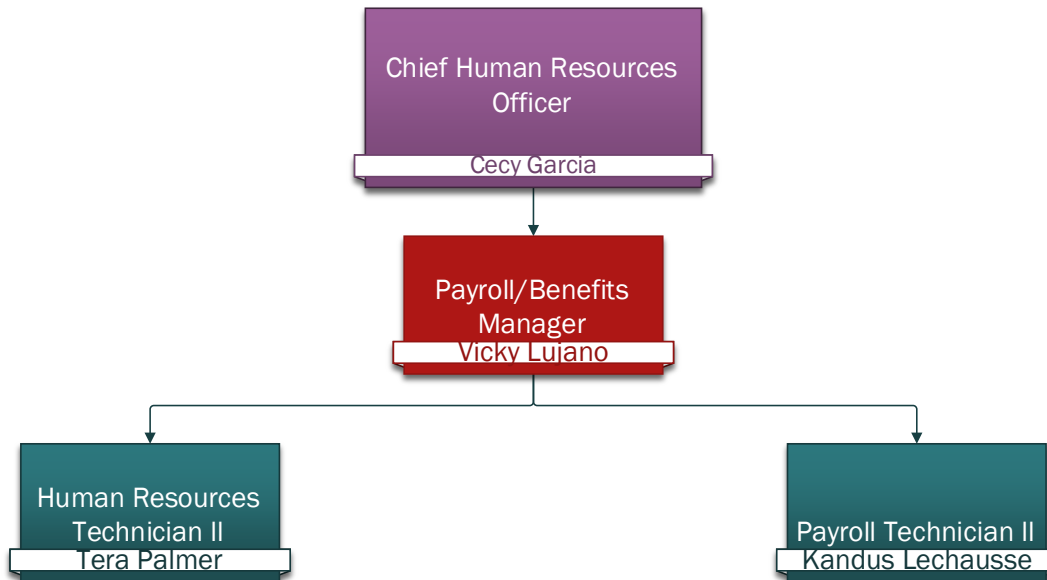 Chief Human Resources
Officer
Cecy Garcia
Payroll/Benefits
Manager
Vicky Lujano
Human Resources
Technician II
Tera Palmer
Payroll Technician II
Kandus Lechausse